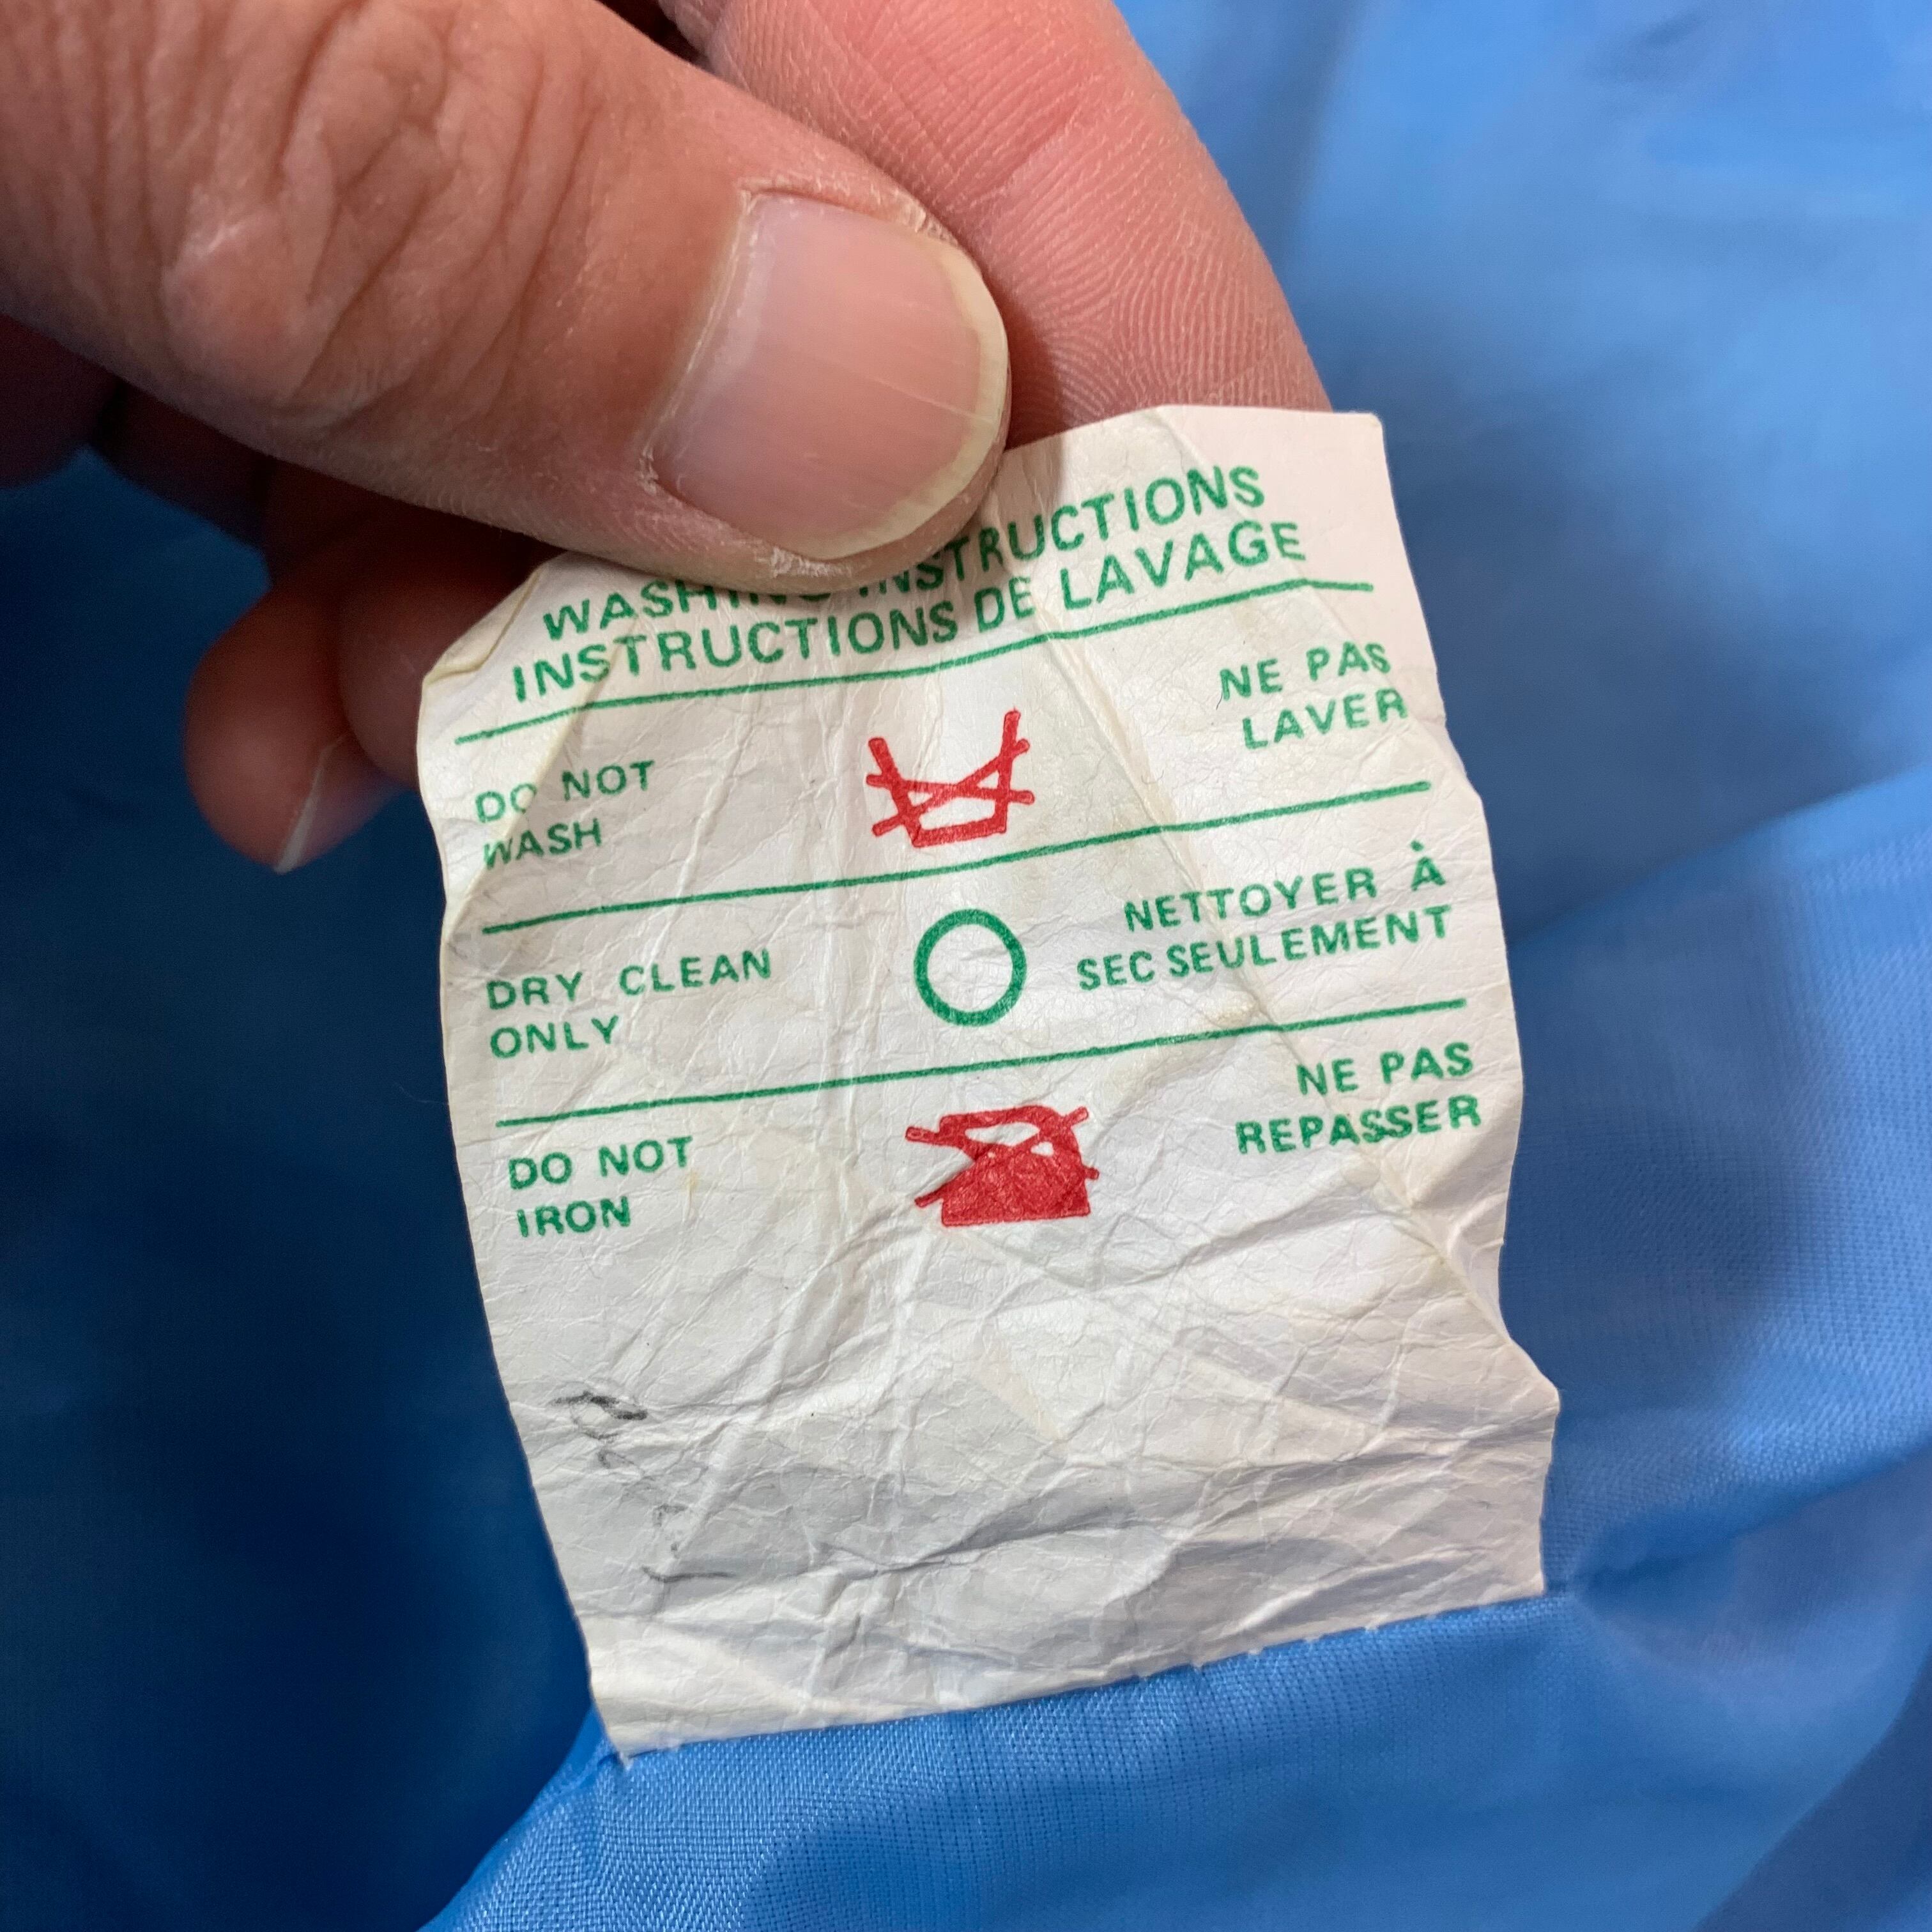 WASHING INSTRUCTIONS
INSTRUCTIONS DE LAVAGE
DO NOT
WASH
NE PAS
LAVER
DRY CLEAN
ONLY
NETTOYER À
SEC SEULEMENT
DO NOT
IRON
NE PAS
REPASSER